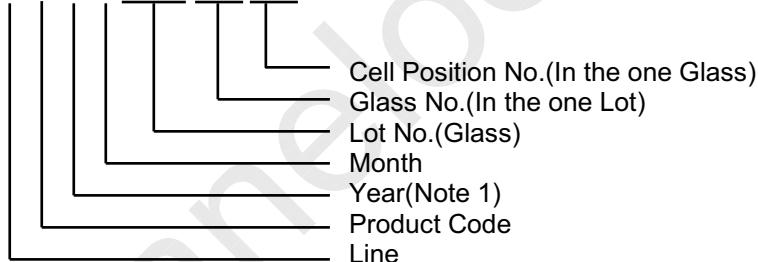 Cell Position No.(In the one Glass)
Glass No.(In the one Lot)
Lot No.(Glass)
Month
Year(Note 1)
Product Code
Line